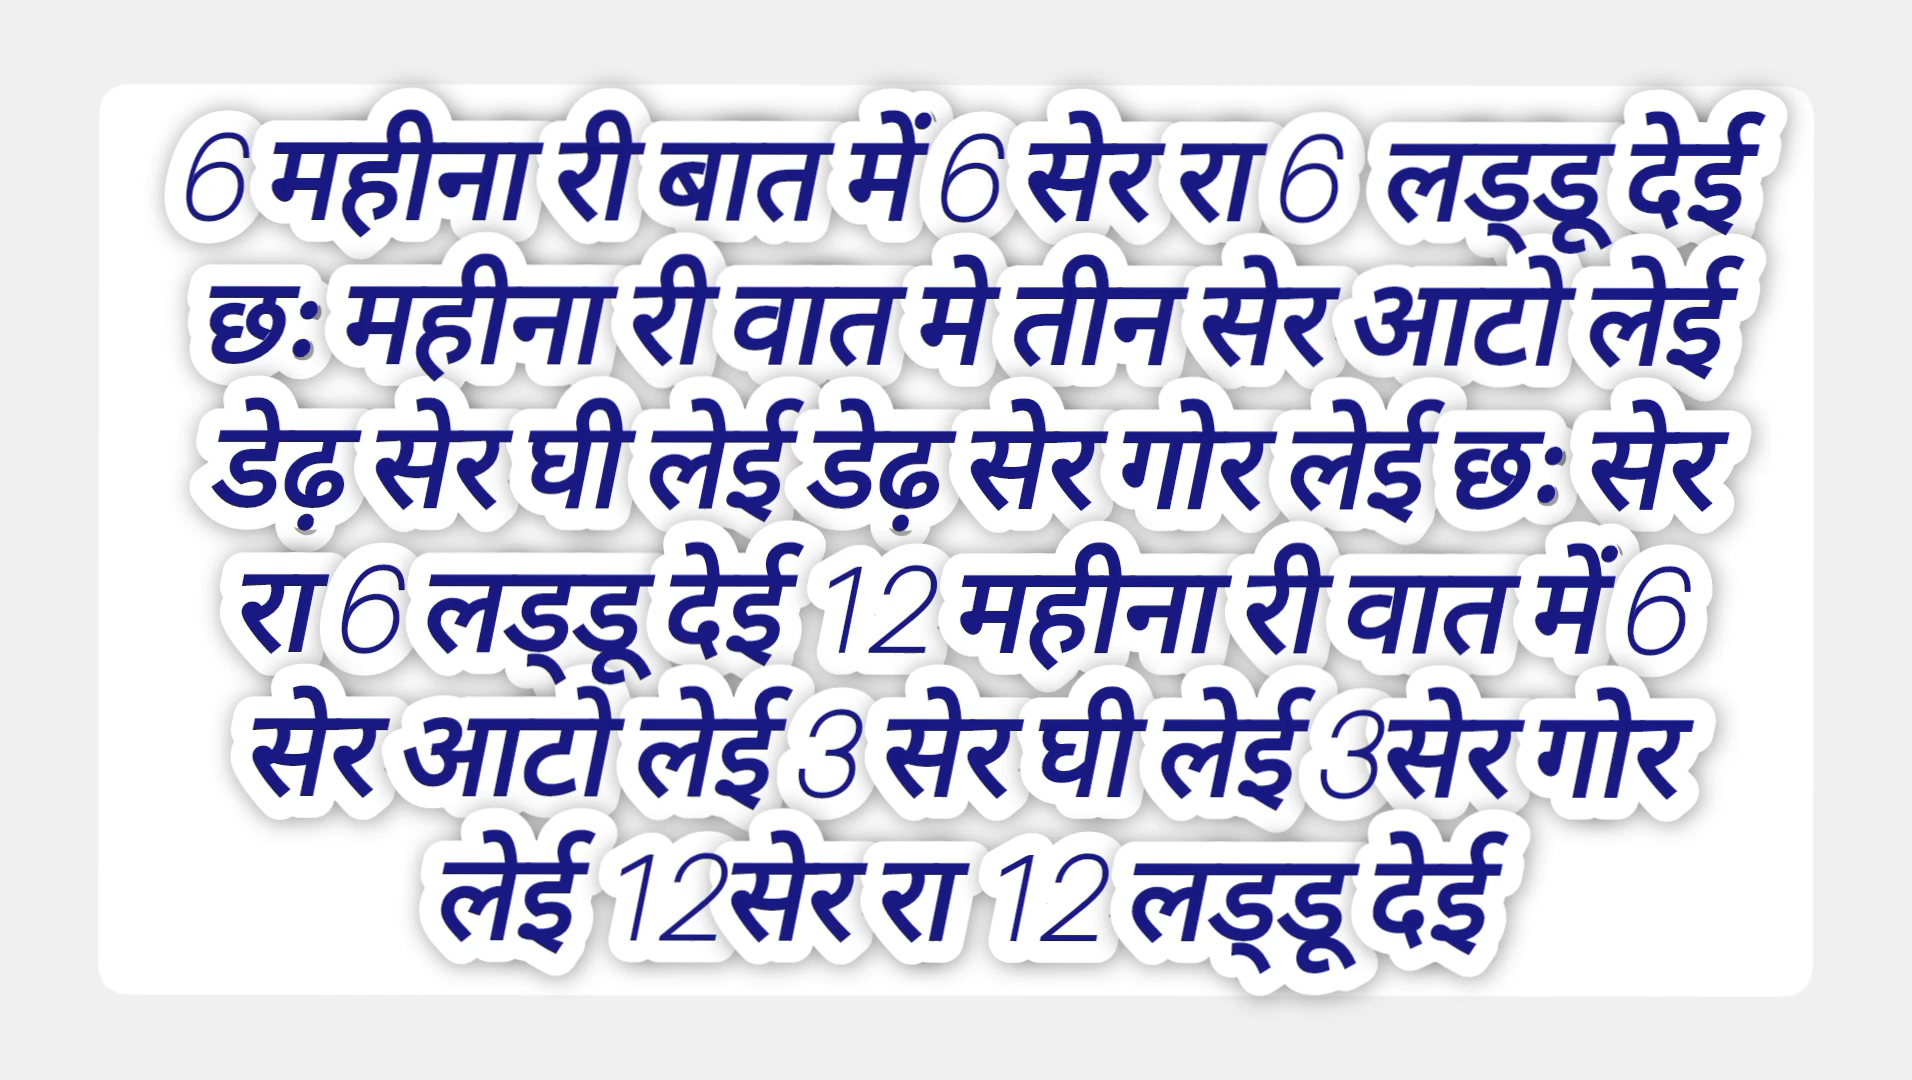 6 महीना री बात में 6 सेर रा 6 लड्डू देई
छः महीना री वात मे तीन सेर आटो लेई
डेढ़ सेर घी लेई डेढ़ सेर गोर लेई छः सेर
रा 6 लड्डू देई 12 महीना री वात में 6
सेर आटो लेई 3 सेर घी लेई 3सेर गोर
लेई 12सेर रा 12 लड्डू देई